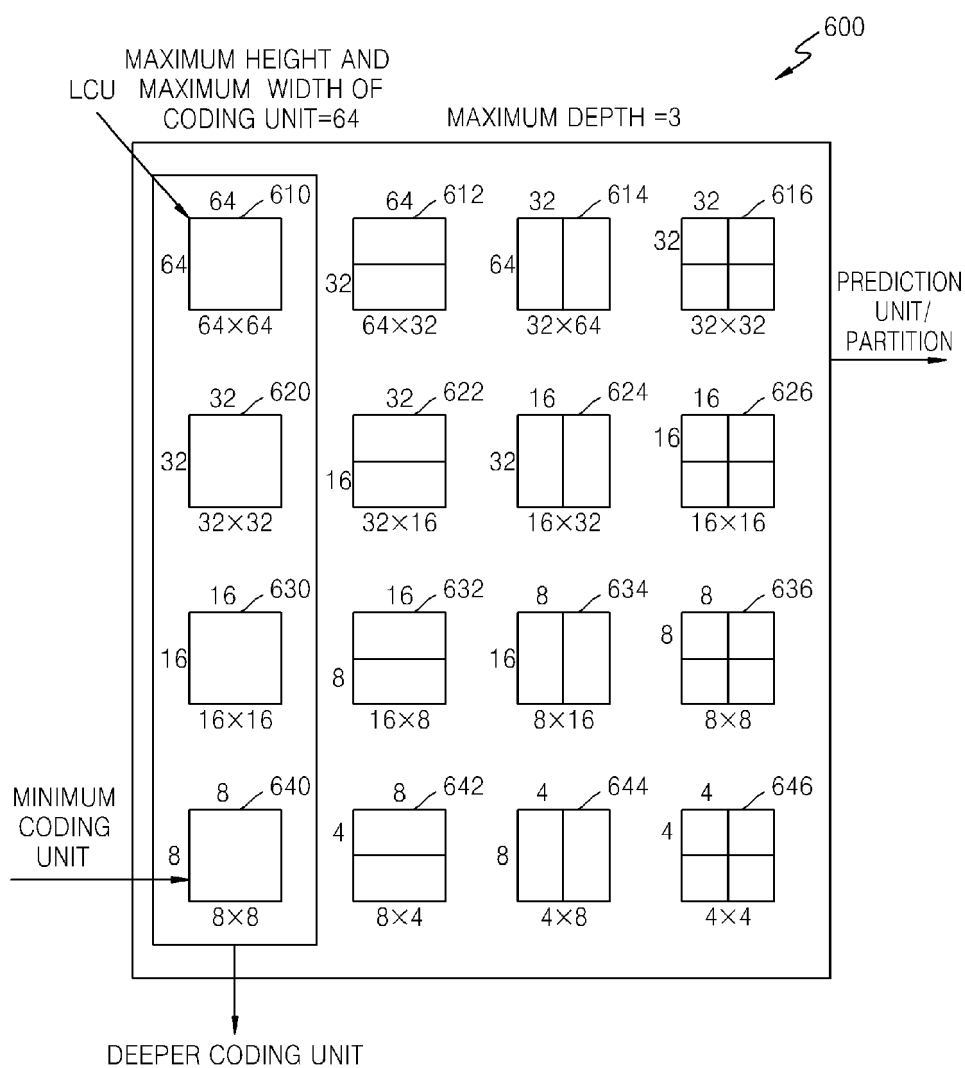 600
MAXIMUM HEIGHT AND
LCU MAXIMUM WIDTH OF
CODING UNIT=64
MAXIMUM DEPTH =3
64 610 64 612 32 614 32 616
64 32 64 32
64×64 64×32 32×64 32×32
PREDICTION
UNIT/
PARTITION
32 620 32 622 16 624 16 626
32 16 32 16
32×32 32×16 16×32 16×16
16 630 16 632 8 634 8 636
16 8 16 8
16×16 16×8 8×16 8×8
MINIMUM
CODING
UNIT
8 640 8 642 4 644 4 646
8 4 8 4
8×8 8×4 4×8 4×4
DEEPER CODING UNIT